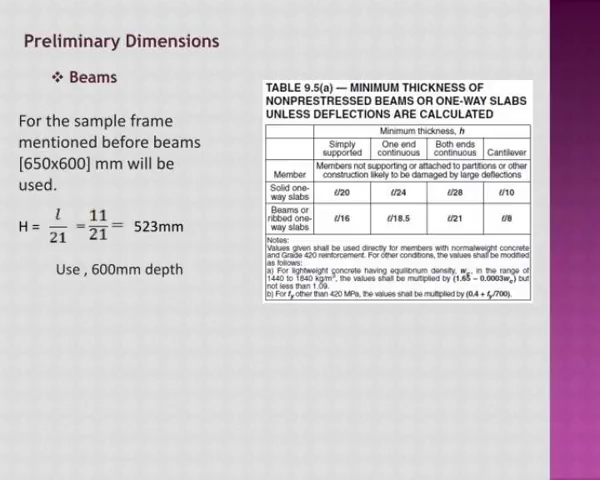 Preliminary Dimensions
❖ Beams
For the sample frame
mentioned before beams
[650x600] mm will be
used.
H = l/21 = 11/21 = 523mm
Use , 600mm depth
TABLE 9.5(a) — MINIMUM THICKNESS OF
NONPRESTRESSED BEAMS OR ONE-WAY SLABS
UNLESS DEFLECTIONS ARE CALCULATED
Minimum thickness, h
Simply supported One end continuous Both ends continuous Cantilever
Member Members not supporting or attached to partitions or other construction likely to be damaged by large deflections
Solid one-way slabs ℓ/20 ℓ/24 ℓ/28 ℓ/10
Beams or ribbed one-way slabs ℓ/16 ℓ/18.5 ℓ/21 ℓ/8
Notes:
Values given shall be used directly for members with normalweight concrete
and Grade 420 reinforcement. For other conditions, the values shall be modified
as follows:
a) For lightweight concrete having equilibrium density, wc, in the range of
1440 to 1840 kg/m³, the values shall be multiplied by (1.65 – 0.0003wc) but
not less than 1.09.
b) For fy other than 420 MPa, the values shall be multiplied by (0.4 + fy/700).